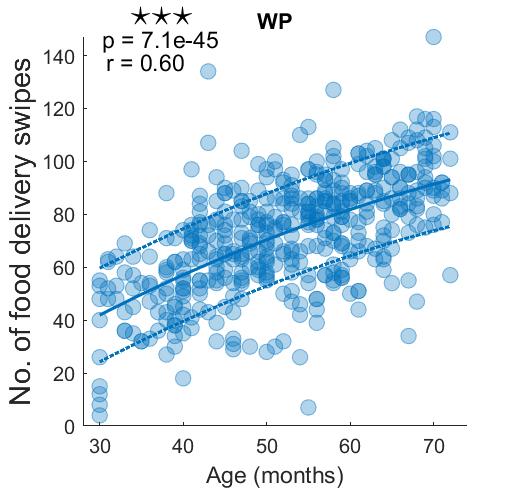 ★★★
WP
p = 7.1e-45
r = 0.60
No. of food delivery swipes
140
120
100
80
60
40
20
0
30 40 50 60 70
Age (months)